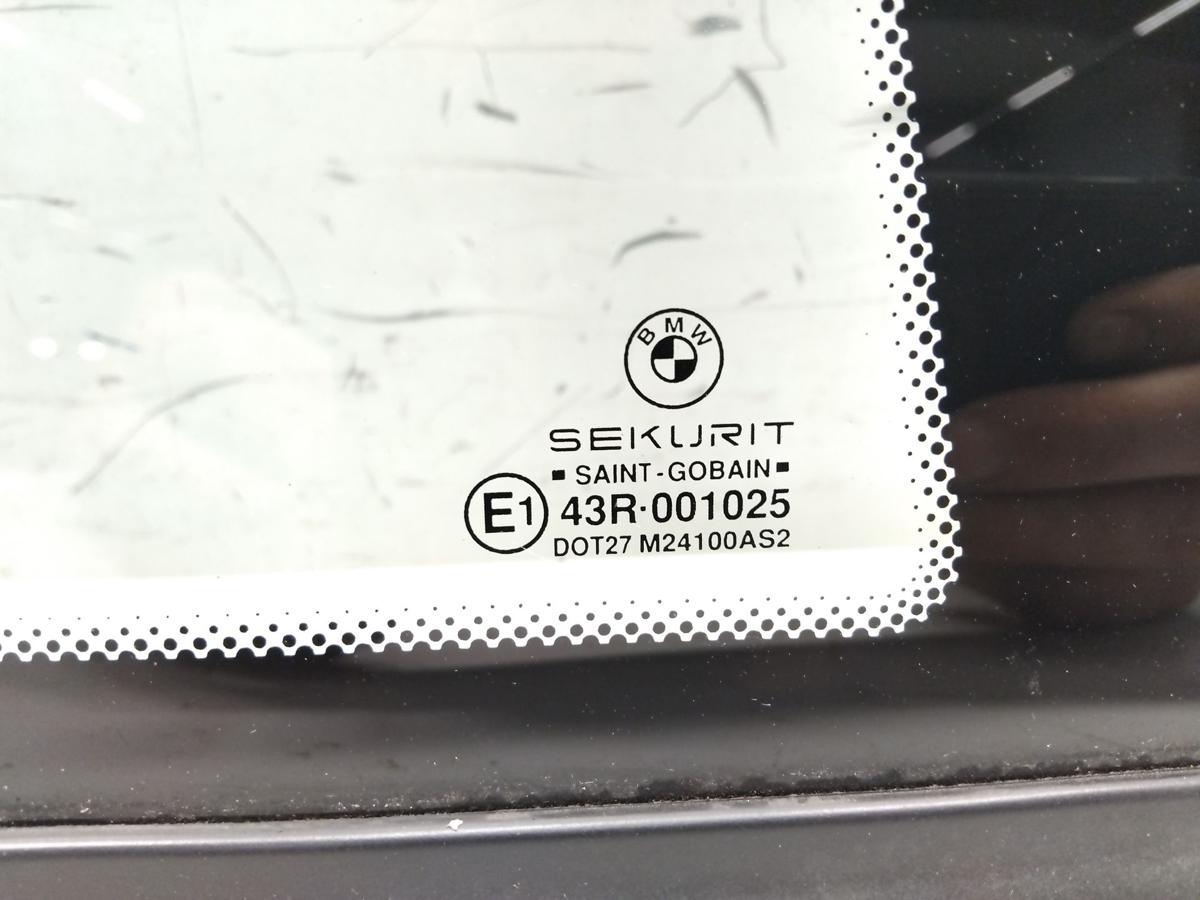 BMW
SEKURIT
▪ SAINT-GOBAIN ▪
E1 43R·001025
DOT27 M24100AS2